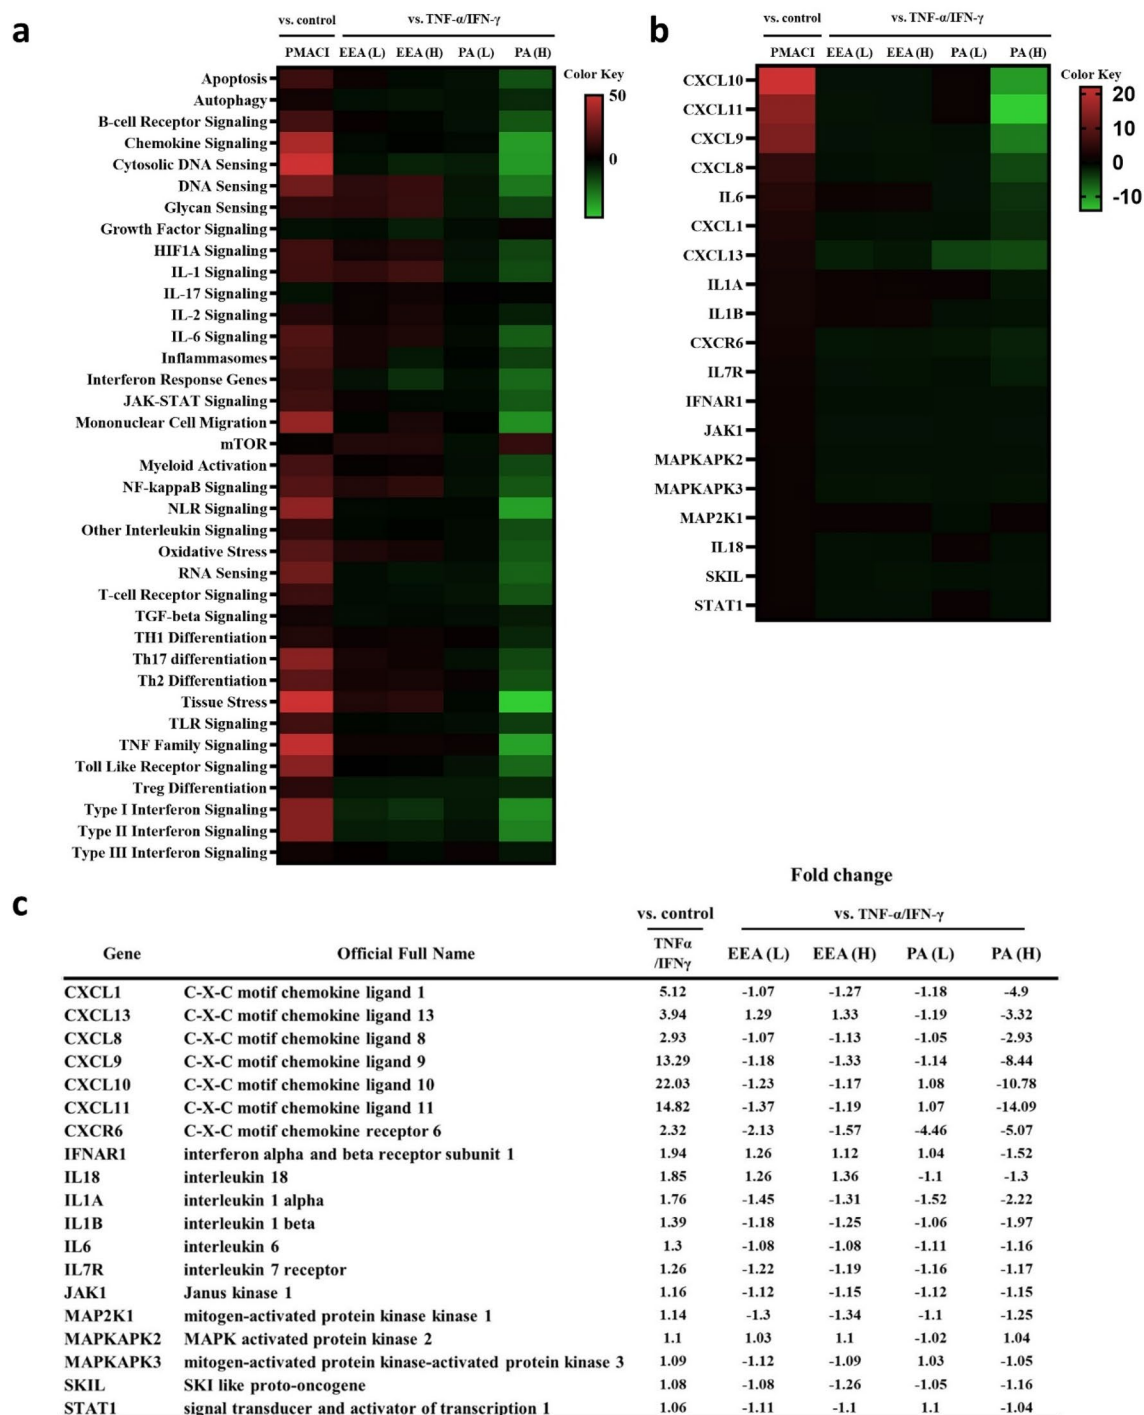 a
vs. control vs. TNF-α/IFN-γ
PMACI EEA (L) EEA (H) PA (L) PA (H)
Apoptosis
Autophagy
B-cell Receptor Signaling
Chemokine Signaling
Cytosolic DNA Sensing
DNA Sensing
Glycan Sensing
Growth Factor Signaling
HIF1A Signaling
IL-1 Signaling
IL-17 Signaling
IL-2 Signaling
IL-6 Signaling
Inflammasomes
Interferon Response Genes
JAK-STAT Signaling
Mononuclear Cell Migration
mTOR
Myeloid Activation
NF-kappaB Signaling
NLR Signaling
Other Interleukin Signaling
Oxidative Stress
RNA Sensing
T-cell Receptor Signaling
TGF-beta Signaling
TH1 Differentiation
Th17 differentiation
Th2 Differentiation
Tissue Stress
TLR Signaling
TNF Family Signaling
Toll Like Receptor Signaling
Treg Differentiation
Type I Interferon Signaling
Type II Interferon Signaling
Type III Interferon Signaling
Color Key
50
0
b
vs. control vs. TNF-α/IFN-γ
PMACI EEA (L) EEA (H) PA (L) PA (H)
CXCL10
CXCL11
CXCL9
CXCL8
IL6
CXCL1
CXCL13
IL1A
IL1B
CXCR6
IL7R
IFNAR1
JAK1
MAPKAPK2
MAPKAPK3
MAP2K1
IL18
SKIL
STAT1
Color Key
20
10
0
-10
c
Fold change
vs. control vs. TNF-α/IFN-γ
Gene Official Full Name TNFα /IFNγ EEA (L) EEA (H) PA (L) PA (H)
CXCL1 C-X-C motif chemokine ligand 1 5.12 -1.07 -1.27 -1.18 -4.9
CXCL13 C-X-C motif chemokine ligand 13 3.94 1.29 1.33 -1.19 -3.32
CXCL8 C-X-C motif chemokine ligand 8 2.93 -1.07 -1.13 -1.05 -2.93
CXCL9 C-X-C motif chemokine ligand 9 13.29 -1.18 -1.33 -1.14 -8.44
CXCL10 C-X-C motif chemokine ligand 10 22.03 -1.23 -1.17 1.08 -10.78
CXCL11 C-X-C motif chemokine ligand 11 14.82 -1.37 -1.19 1.07 -14.09
CXCR6 C-X-C motif chemokine receptor 6 2.32 -2.13 -1.57 -4.46 -5.07
IFNAR1 interferon alpha and beta receptor subunit 1 1.94 1.26 1.12 1.04 -1.52
IL18 interleukin 18 1.85 1.26 1.36 -1.1 -1.3
IL1A interleukin 1 alpha 1.76 -1.45 -1.31 -1.52 -2.22
IL1B interleukin 1 beta 1.39 -1.18 -1.25 -1.06 -1.97
IL6 interleukin 6 1.3 -1.08 -1.08 -1.11 -1.16
IL7R interleukin 7 receptor 1.26 -1.22 -1.19 -1.16 -1.17
JAK1 Janus kinase 1 1.16 -1.12 -1.15 -1.12 -1.15
MAP2K1 mitogen-activated protein kinase kinase 1 1.14 -1.3 -1.34 -1.1 -1.25
MAPKAPK2 MAPK activated protein kinase 2 1.1 1.03 1.1 -1.02 1.04
MAPKAPK3 mitogen-activated protein kinase-activated protein kinase 3 1.09 -1.12 -1.09 1.03 -1.05
SKIL SKI like proto-oncogene 1.08 -1.08 -1.26 -1.05 -1.16
STAT1 signal transducer and activator of transcription 1 1.06 -1.11 -1.1 1.1 -1.04